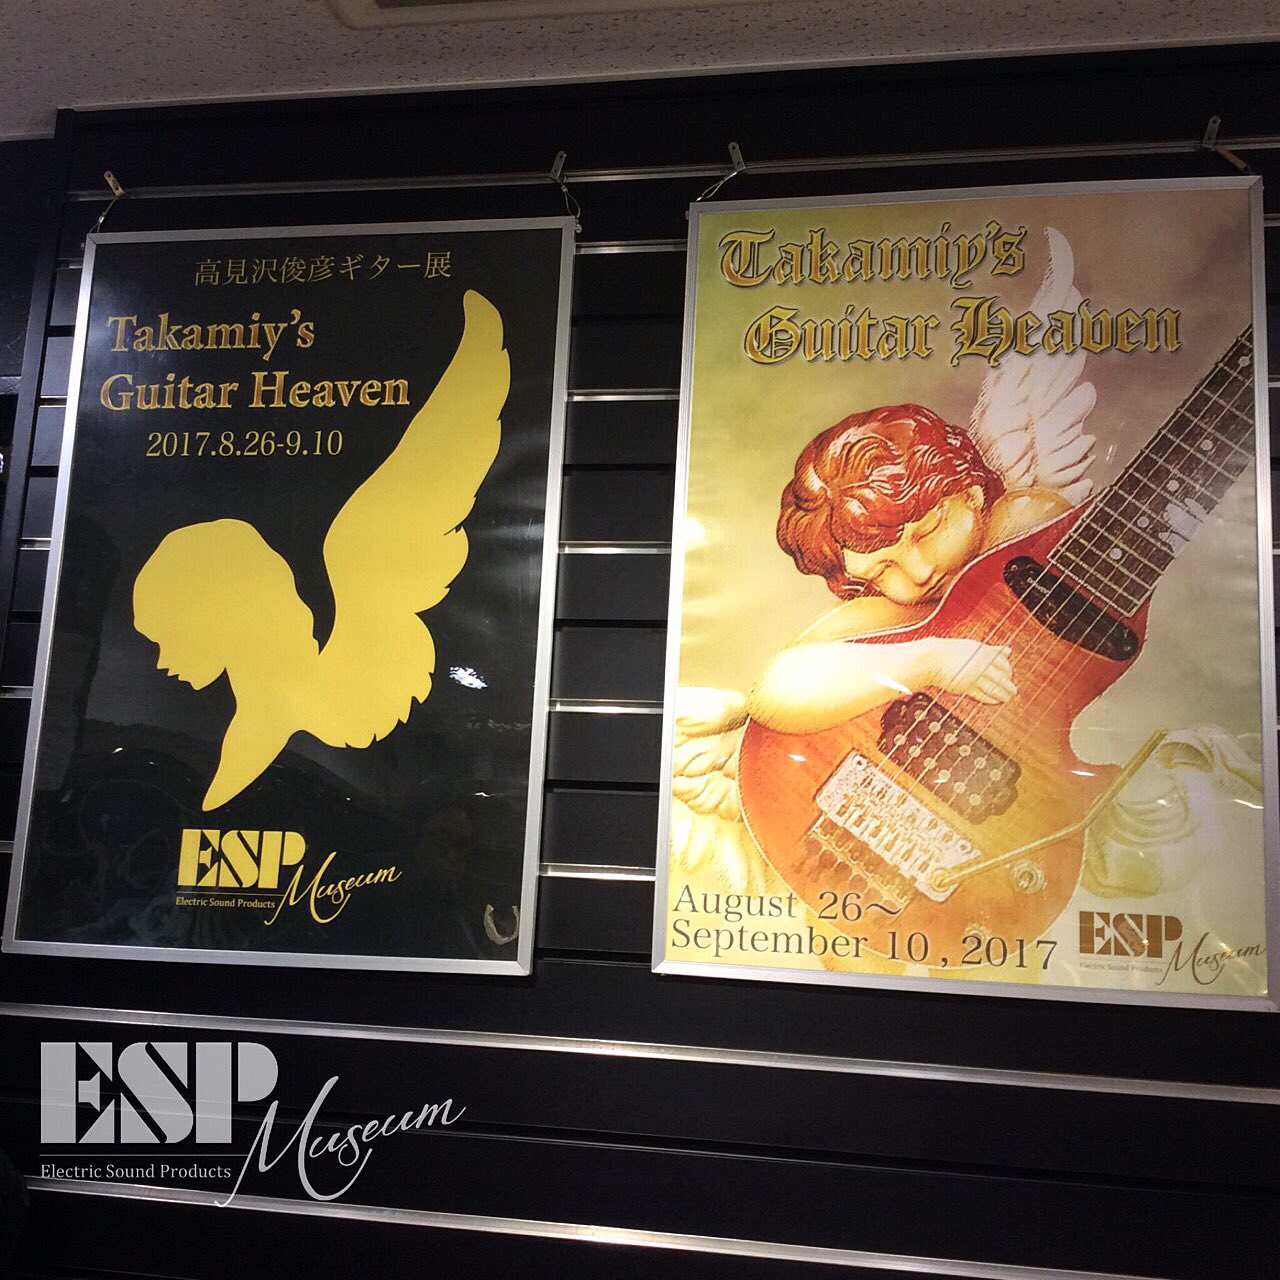 高見沢俊彦ギター展
Takamiy's
Guitar Heaven
2017.8.26-9.10
ESP Museum
Electric Sound Products
Takamiy's
Guitar Heaven
August 26～
September 10 , 2017
ESP Museum
Electric Sound Products
ESP Museum
Electric Sound Products